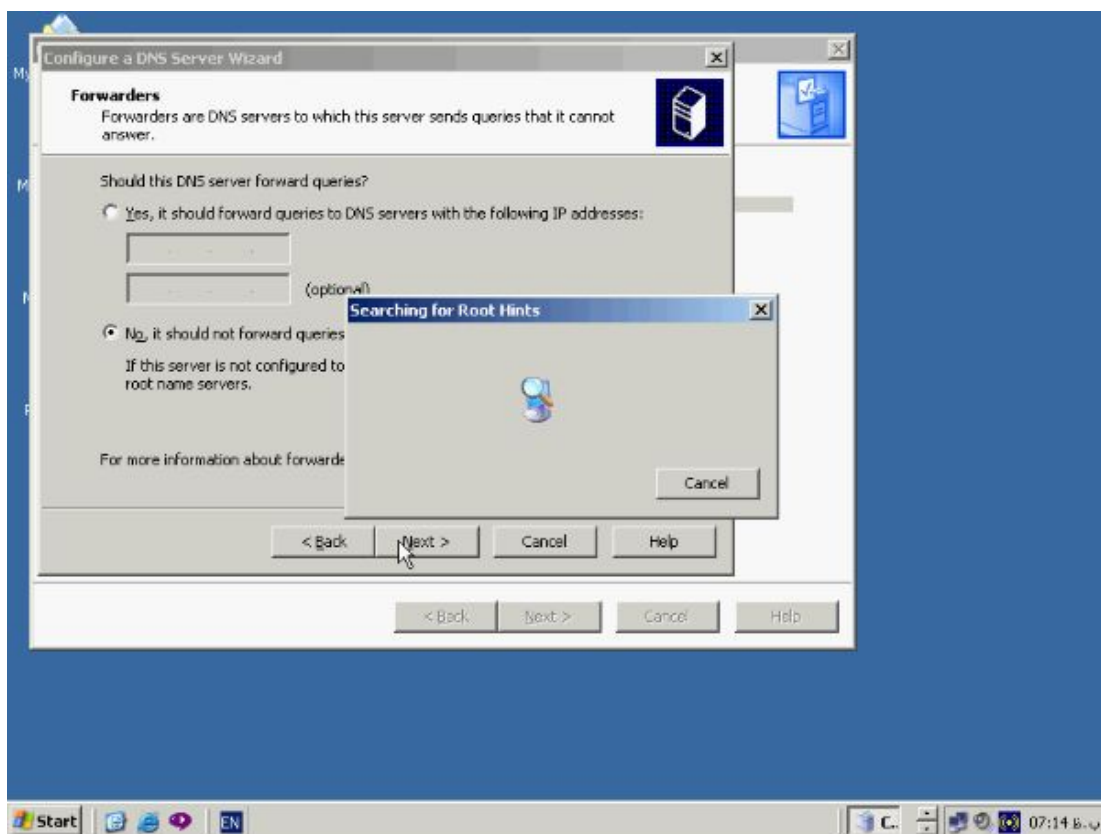 Configure a DNS Server Wizard
Forwarders
Forwarders are DNS servers to which this server sends queries that it cannot
answer.
Should this DNS server forward queries?
Yes, it should forward queries to DNS servers with the following IP addresses:
(optional)
No, it should not forward queries
If this server is not configured to
root name servers.
For more information about forwarde
Searching for Root Hints
Cancel
< Back
Next >
Cancel
Help
< Back
Next >
Cancel
Help
Start
EN
C..
07:14 ب.ظ